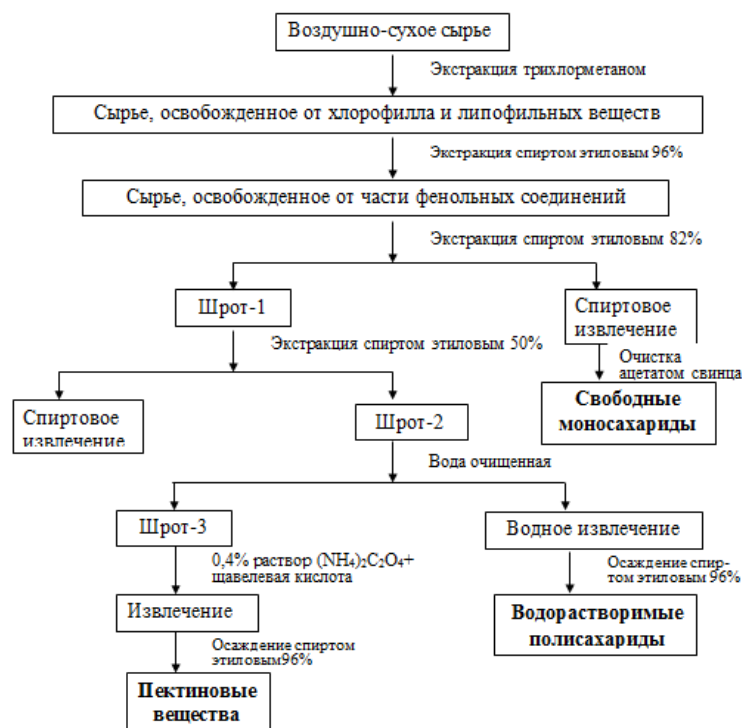 Воздушно-сухое сырье
Экстракция трихлорметаном
Сырье, освобожденное от хлорофилла и липофильных веществ
Экстракция спиртом этиловым 96%
Сырье, освобожденное от части фенольных соединений
Экстракция спиртом этиловым 82%
Шрот-1
Спиртовое
извлечение
Экстракция спиртом этиловым 50%
Очистка
ацетатом свинца
Спиртовое
извлечение
Шрот-2
Свободные
моносахариды
Вода очищенная
Шрот-3
Водное извлечение
0,4% раствор (NH₄)₂C₂O₄+
щавелевая кислота
Осаждение спир-
том этиловым 96%
Извлечение
Водорастворимые
полисахариды
Осаждение спиртом
этиловым96%
Пектиновые
вещества